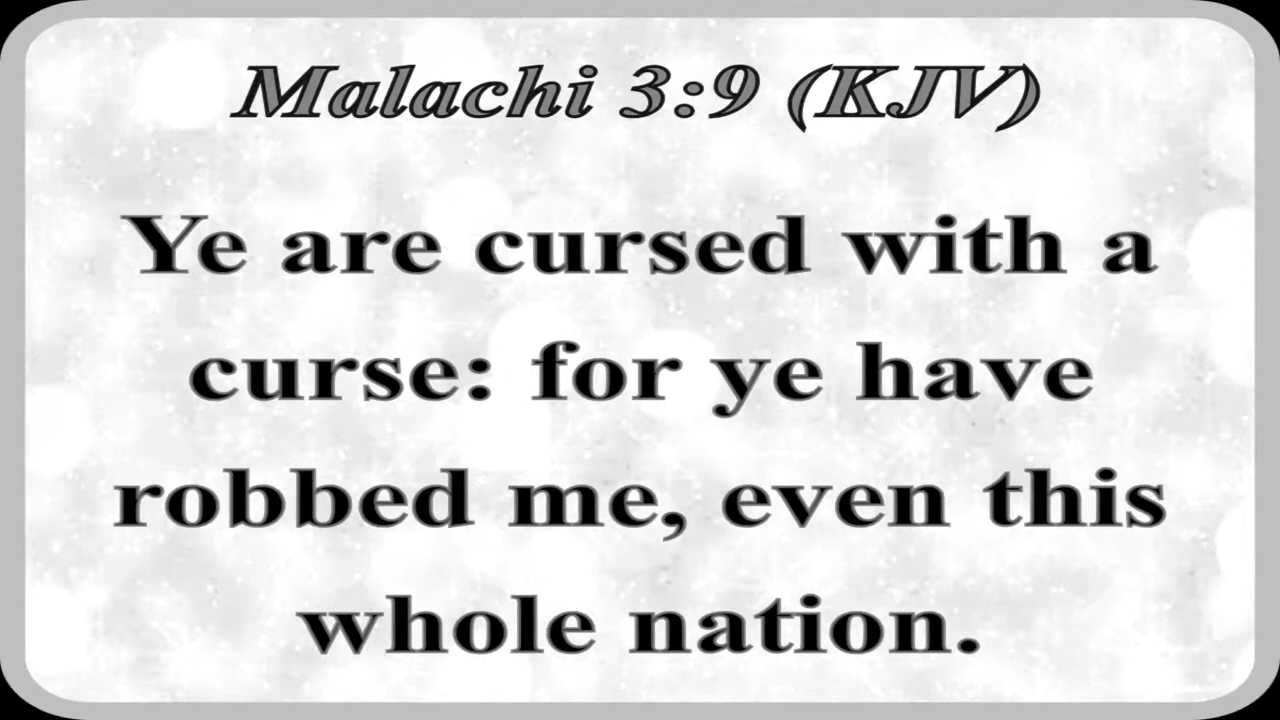 Malachi 3:9 (KJV)
Ye are cursed with a
curse: for ye have
robbed me, even this
whole nation.